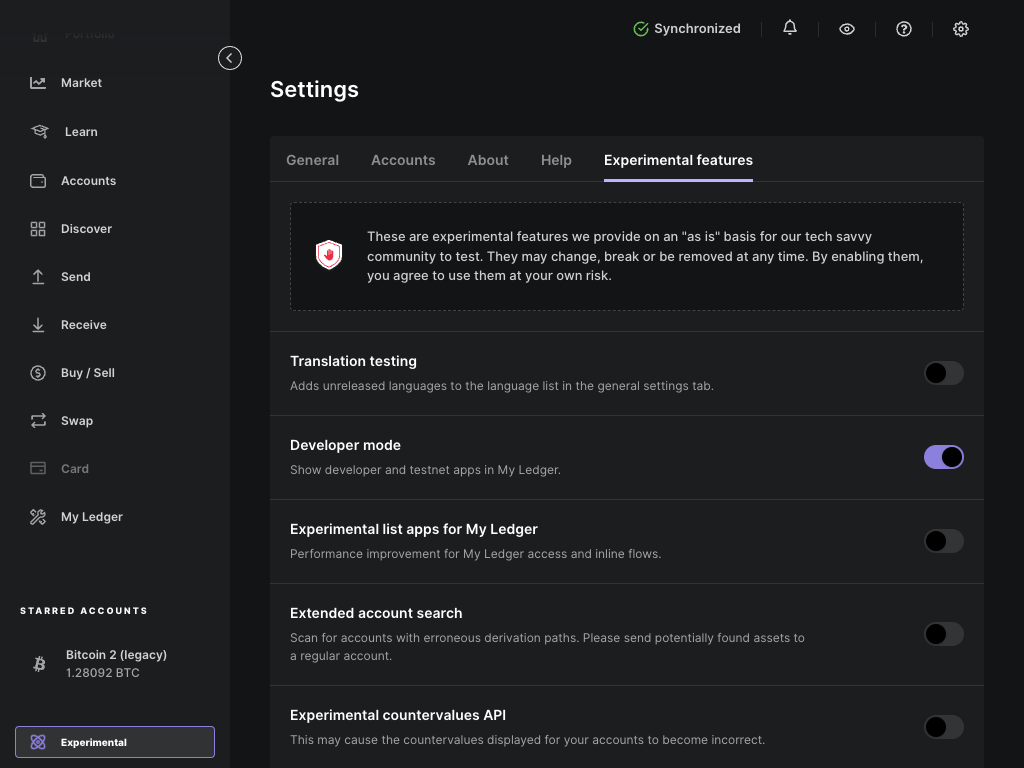 Portfolio
Market
Learn
Accounts
Discover
Send
Receive
Buy / Sell
Swap
Card
My Ledger
STARRED ACCOUNTS
Bitcoin 2 (legacy)
1.28092 BTC
Experimental
Synchronized
Settings
General Accounts About Help Experimental features
These are experimental features we provide on an "as is" basis for our tech savvy
community to test. They may change, break or be removed at any time. By enabling them,
you agree to use them at your own risk.
Translation testing
Adds unreleased languages to the language list in the general settings tab.
Developer mode
Show developer and testnet apps in My Ledger.
Experimental list apps for My Ledger
Performance improvement for My Ledger access and inline flows.
Extended account search
Scan for accounts with erroneous derivation paths. Please send potentially found assets to
a regular account.
Experimental countervalues API
This may cause the countervalues displayed for your accounts to become incorrect.